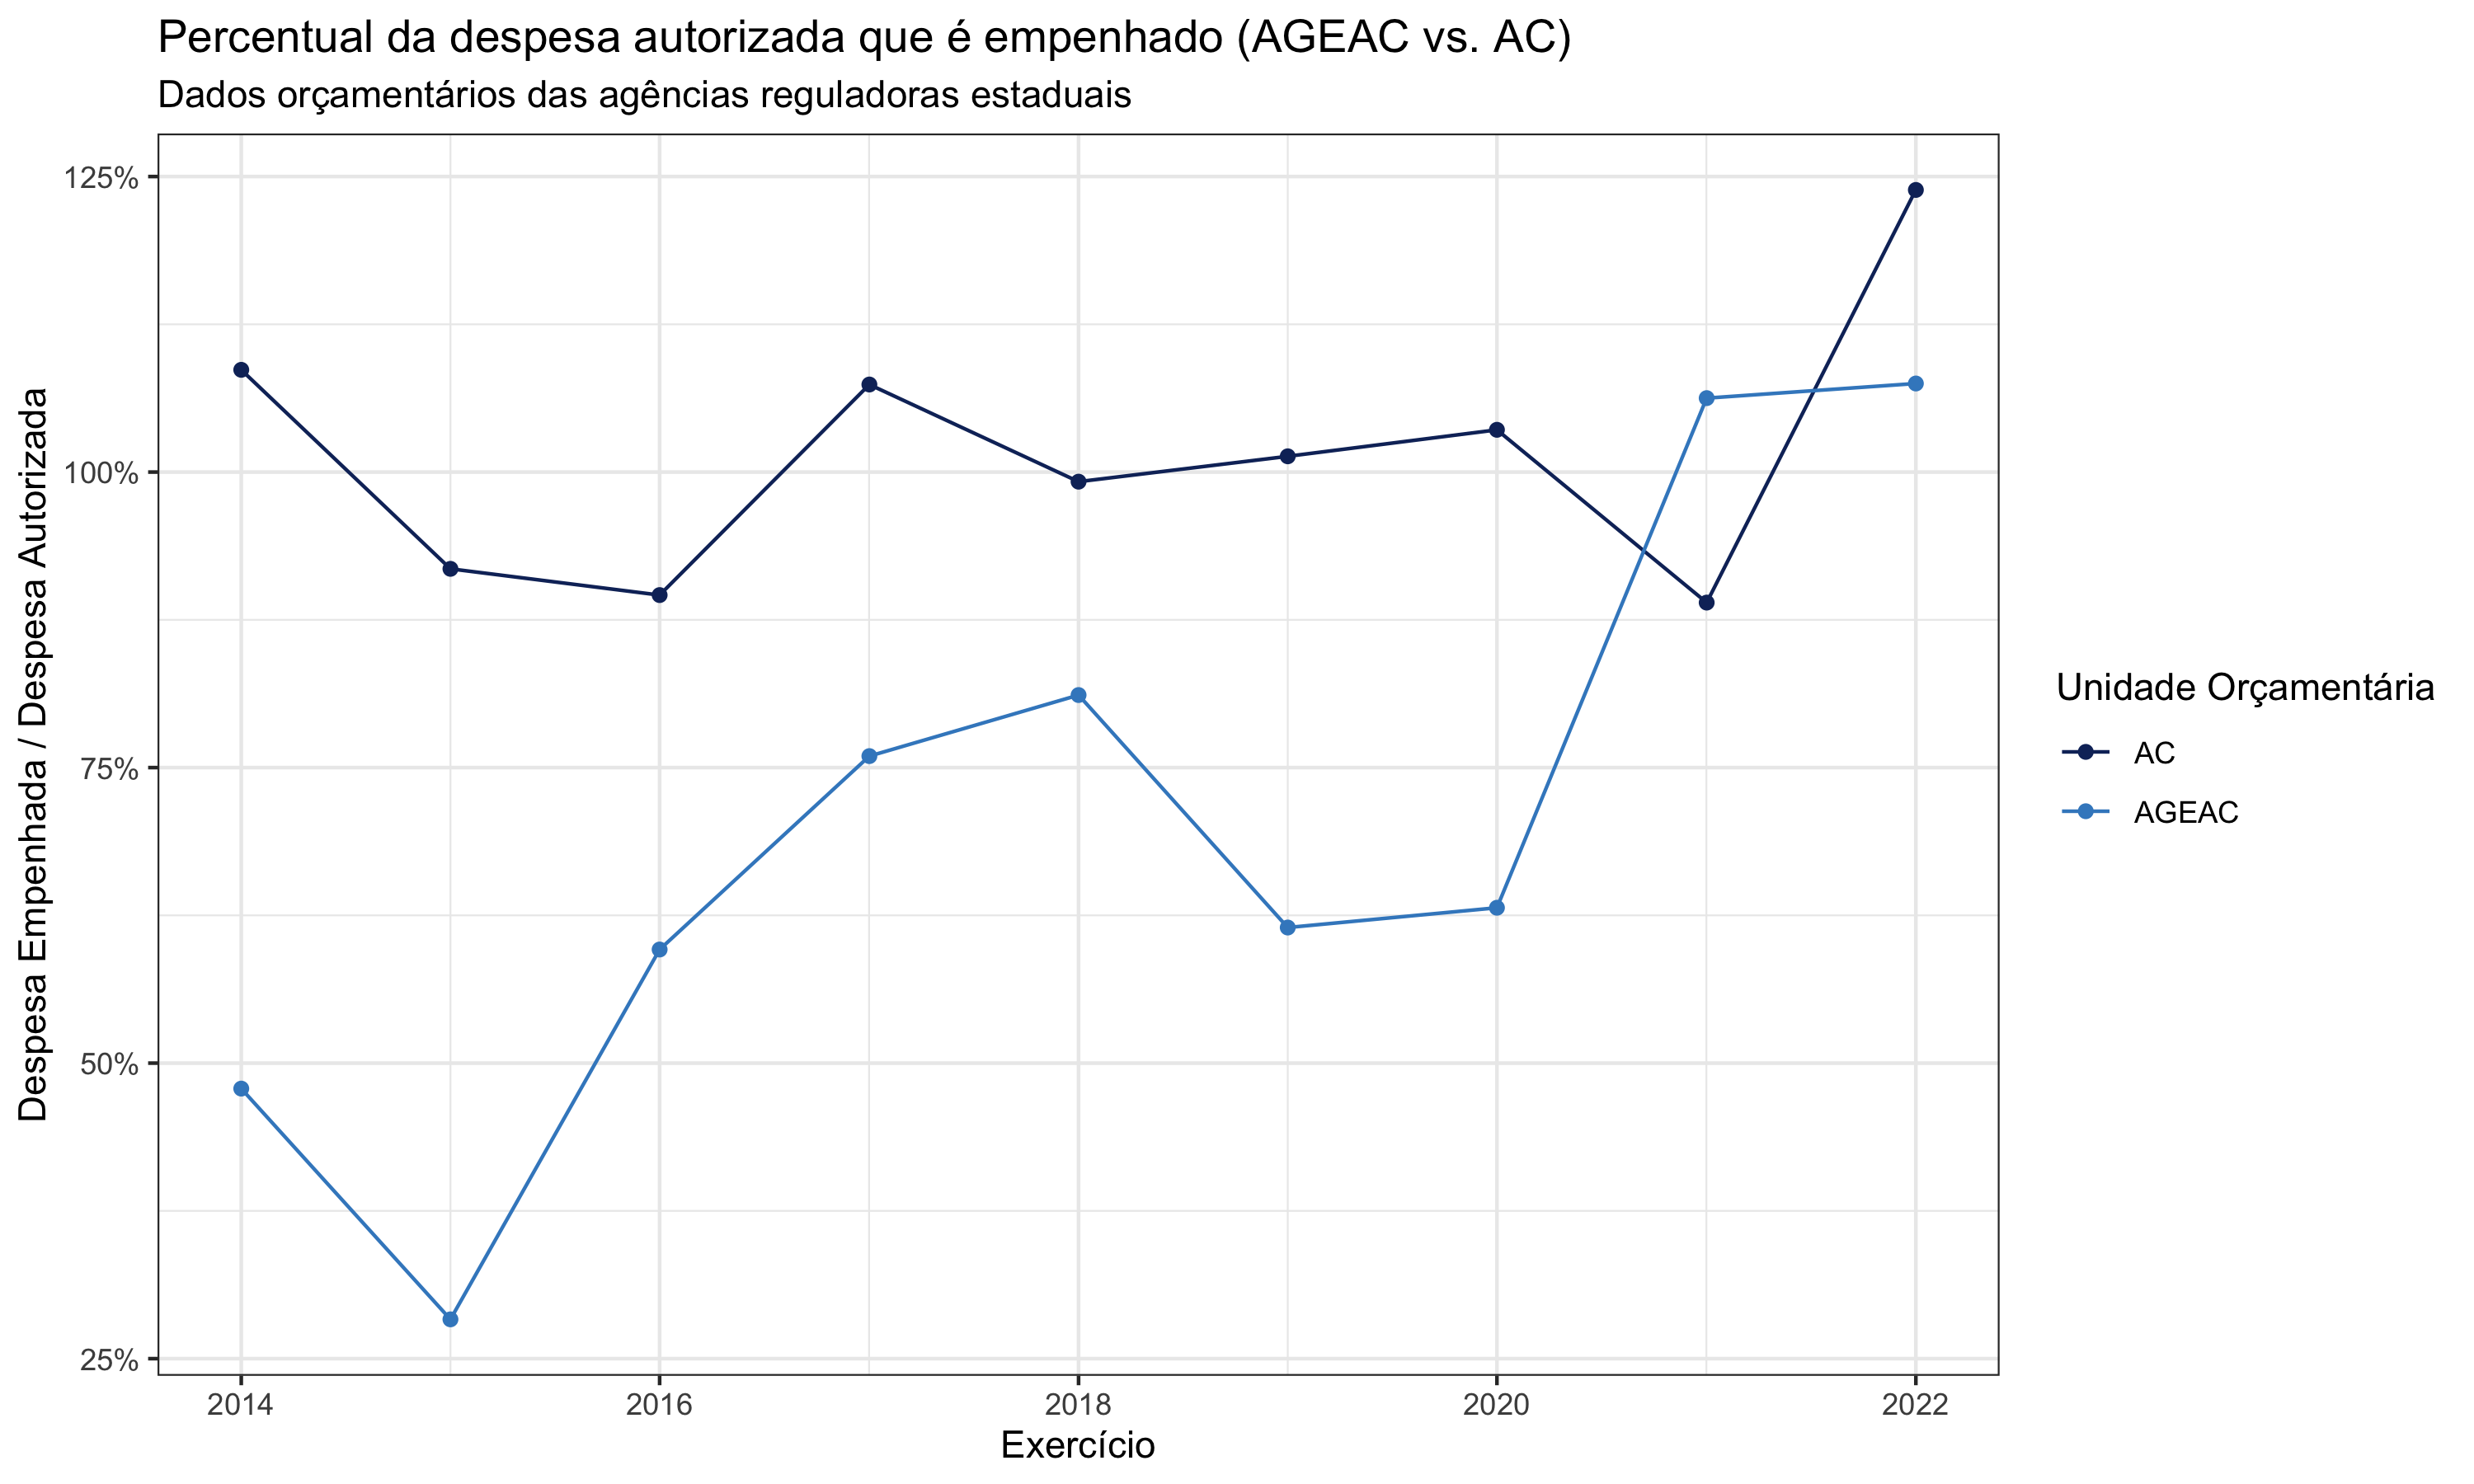 Percentual da despesa autorizada que é empenhado (AGEAC vs. AC)
Dados orçamentários das agências reguladoras estaduais
Despesa Empenhada / Despesa Autorizada
125%
100%
75%
50%
25%
2014
2016
2018
2020
2022
Exercício
Unidade Orçamentária
AC
AGEAC